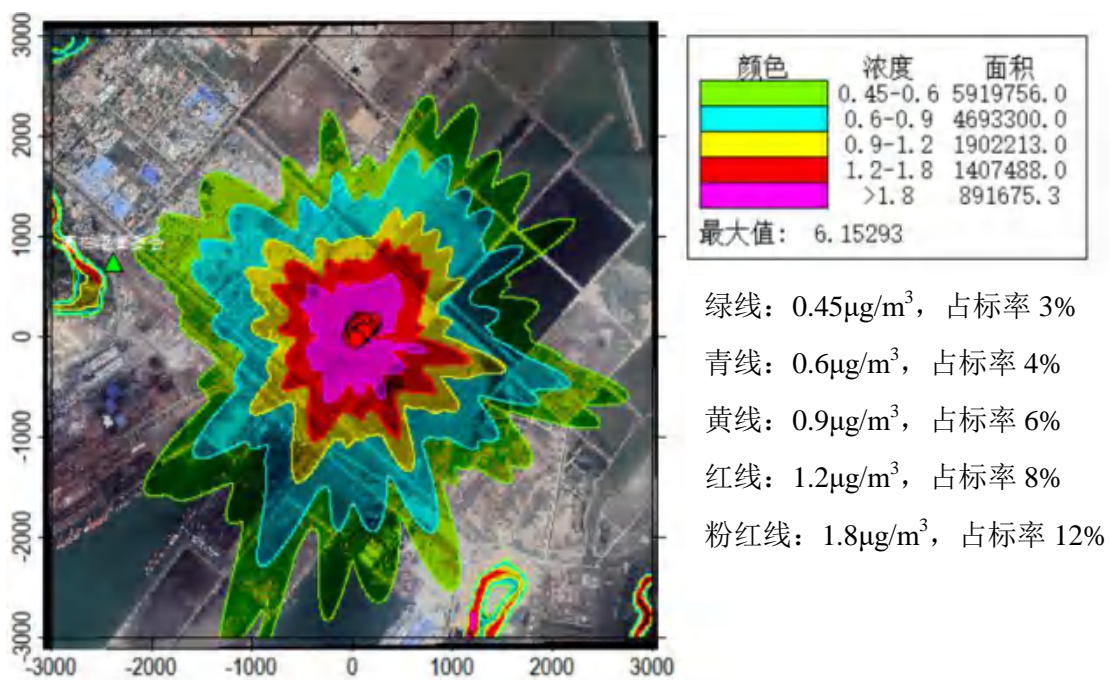 颜色 浓度 面积
0.45-0.6 5919756.0
0.6-0.9 4693300.0
0.9-1.2 1902213.0
1.2-1.8 1407488.0
>1.8 891675.3
最大值: 6.15293
绿线：0.45μg/m³，占标率 3%
青线：0.6μg/m³，占标率 4%
黄线：0.9μg/m³，占标率 6%
红线：1.2μg/m³，占标率 8%
粉红线：1.8μg/m³，占标率 12%
3000
2000
1000
0
-1000
-2000
-3000
-3000 -2000 -1000 0 1000 2000 3000